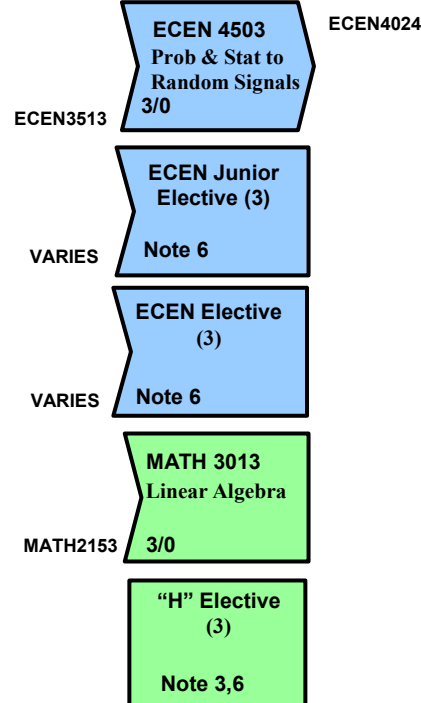 ECEN 4503
ECEN4024
Prob & Stat to
Random Signals
3/0
ECEN3513
ECEN Junior
Elective (3)
Note 6
VARIES
ECEN Elective
(3)
Note 6
VARIES
MATH 3013
Linear Algebra
MATH2153
3/0
“H” Elective
(3)
Note 3,6